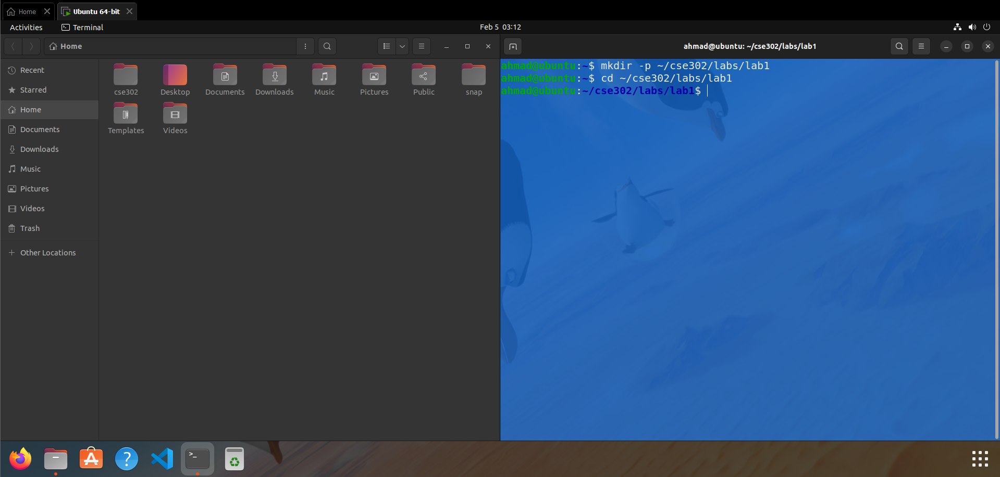 Home
Ubuntu 64-bit
Activities
Terminal
Feb 5 03:12
Home
ahmad@ubuntu: ~/cse302/labs/lab1
Recent
Starred
Home
Documents
Downloads
Music
Pictures
Videos
Trash
Other Locations
cse302
Desktop
Documents
Downloads
Music
Pictures
Public
snap
Templates
Videos
ahmad@ubuntu:~$ mkdir -p ~/cse302/labs/lab1
ahmad@ubuntu:~$ cd ~/cse302/labs/lab1
ahmad@ubuntu:~/cse302/labs/lab1$